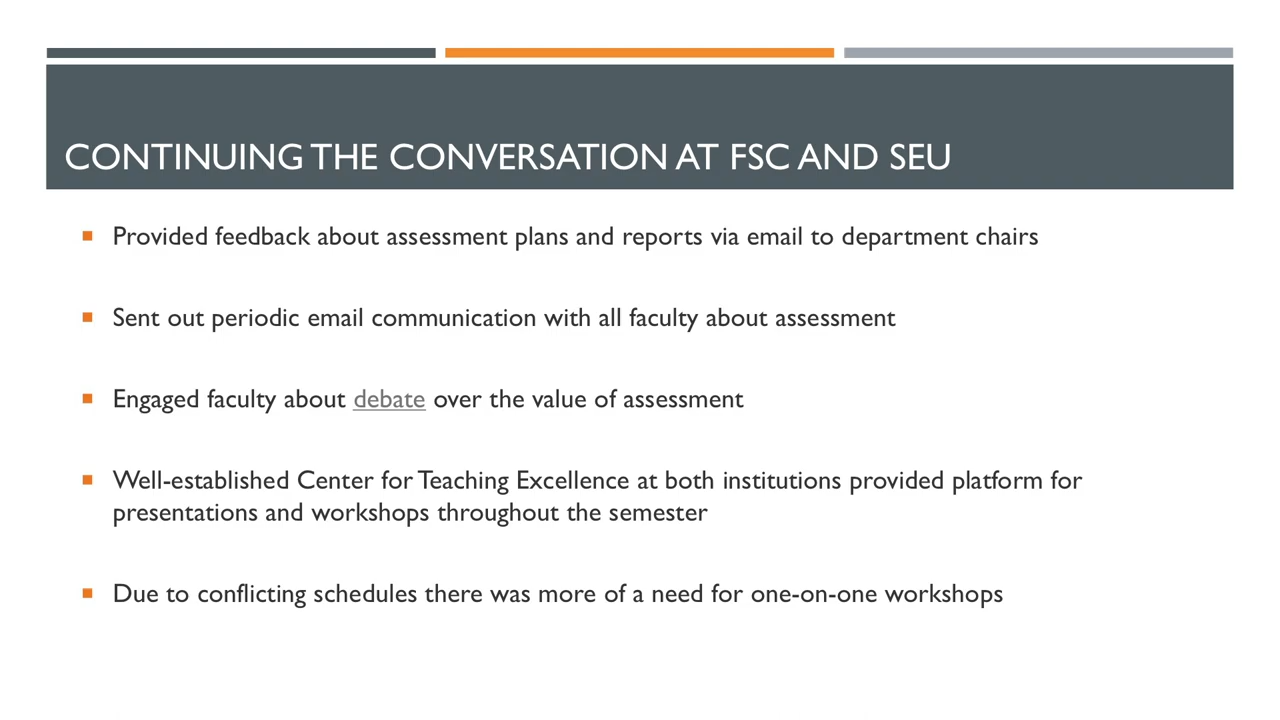 CONTINUING THE CONVERSATION AT FSC AND SEU
Provided feedback about assessment plans and reports via email to department chairs
Sent out periodic email communication with all faculty about assessment
Engaged faculty about debate over the value of assessment
Well-established Center for Teaching Excellence at both institutions provided platform for
presentations and workshops throughout the semester
Due to conflicting schedules there was more of a need for one-on-one workshops